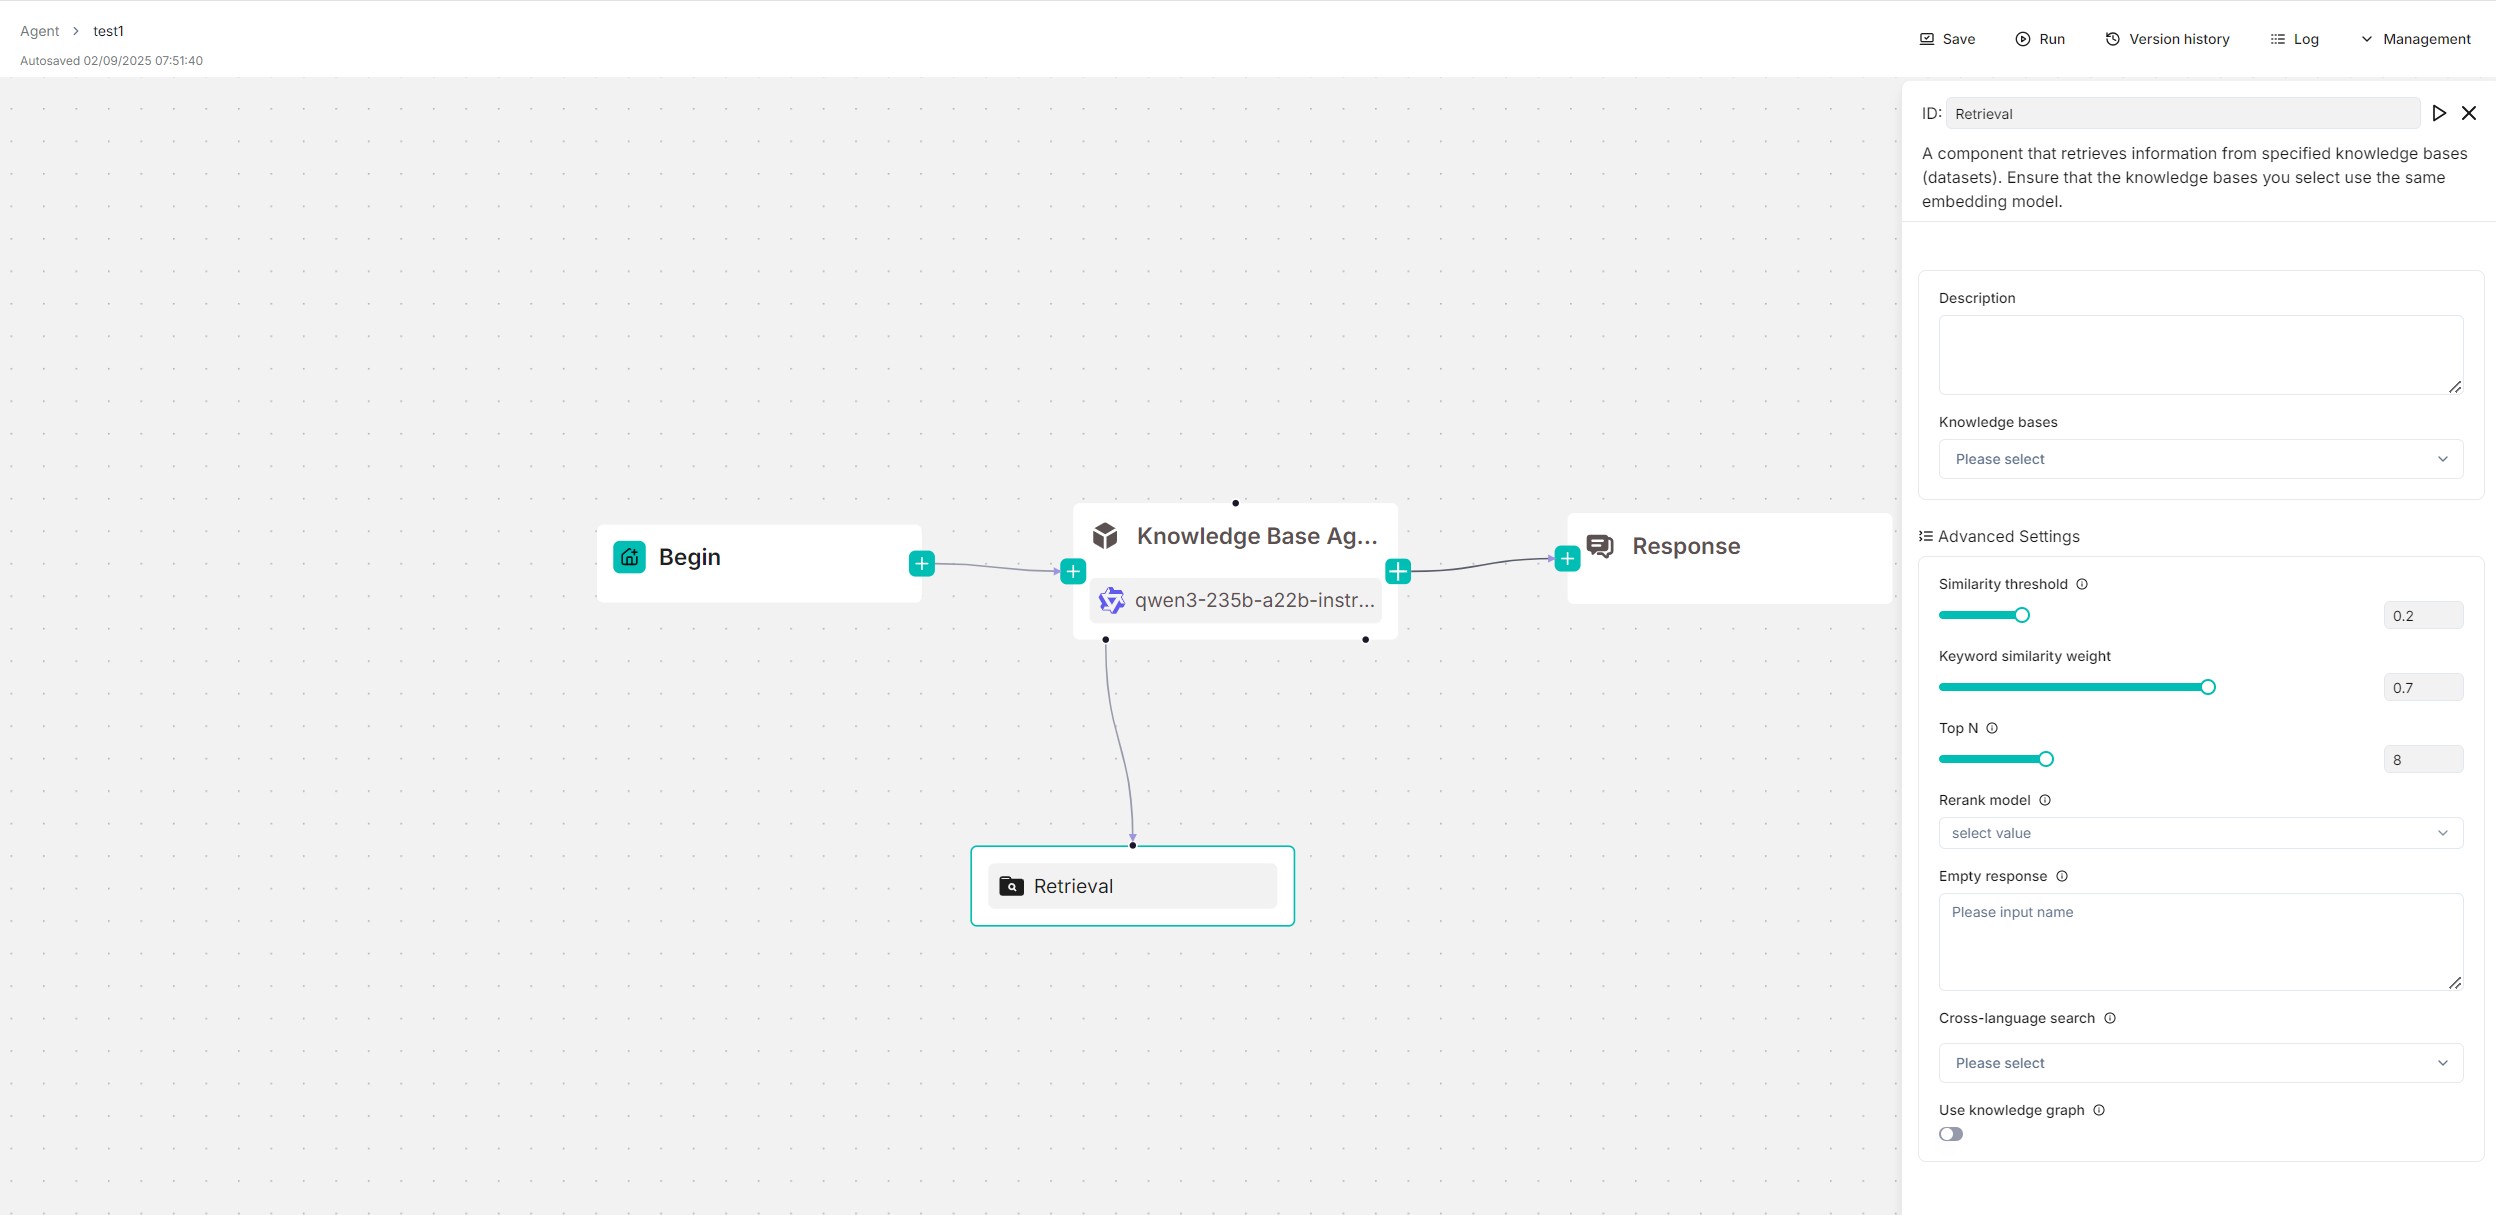 Agent > test1
Autosaved 02/09/2025 07:51:40
Save
Run
Version history
Log
Management
Begin
Knowledge Base Ag...
qwen3-235b-a22b-instr...
Response
Retrieval
ID: Retrieval
A component that retrieves information from specified knowledge bases
(datasets). Ensure that the knowledge bases you select use the same
embedding model.
Description
Knowledge bases
Please select
Advanced Settings
Similarity threshold
0.2
Keyword similarity weight
0.7
Top N
8
Rerank model
select value
Empty response
Please input name
Cross-language search
Please select
Use knowledge graph